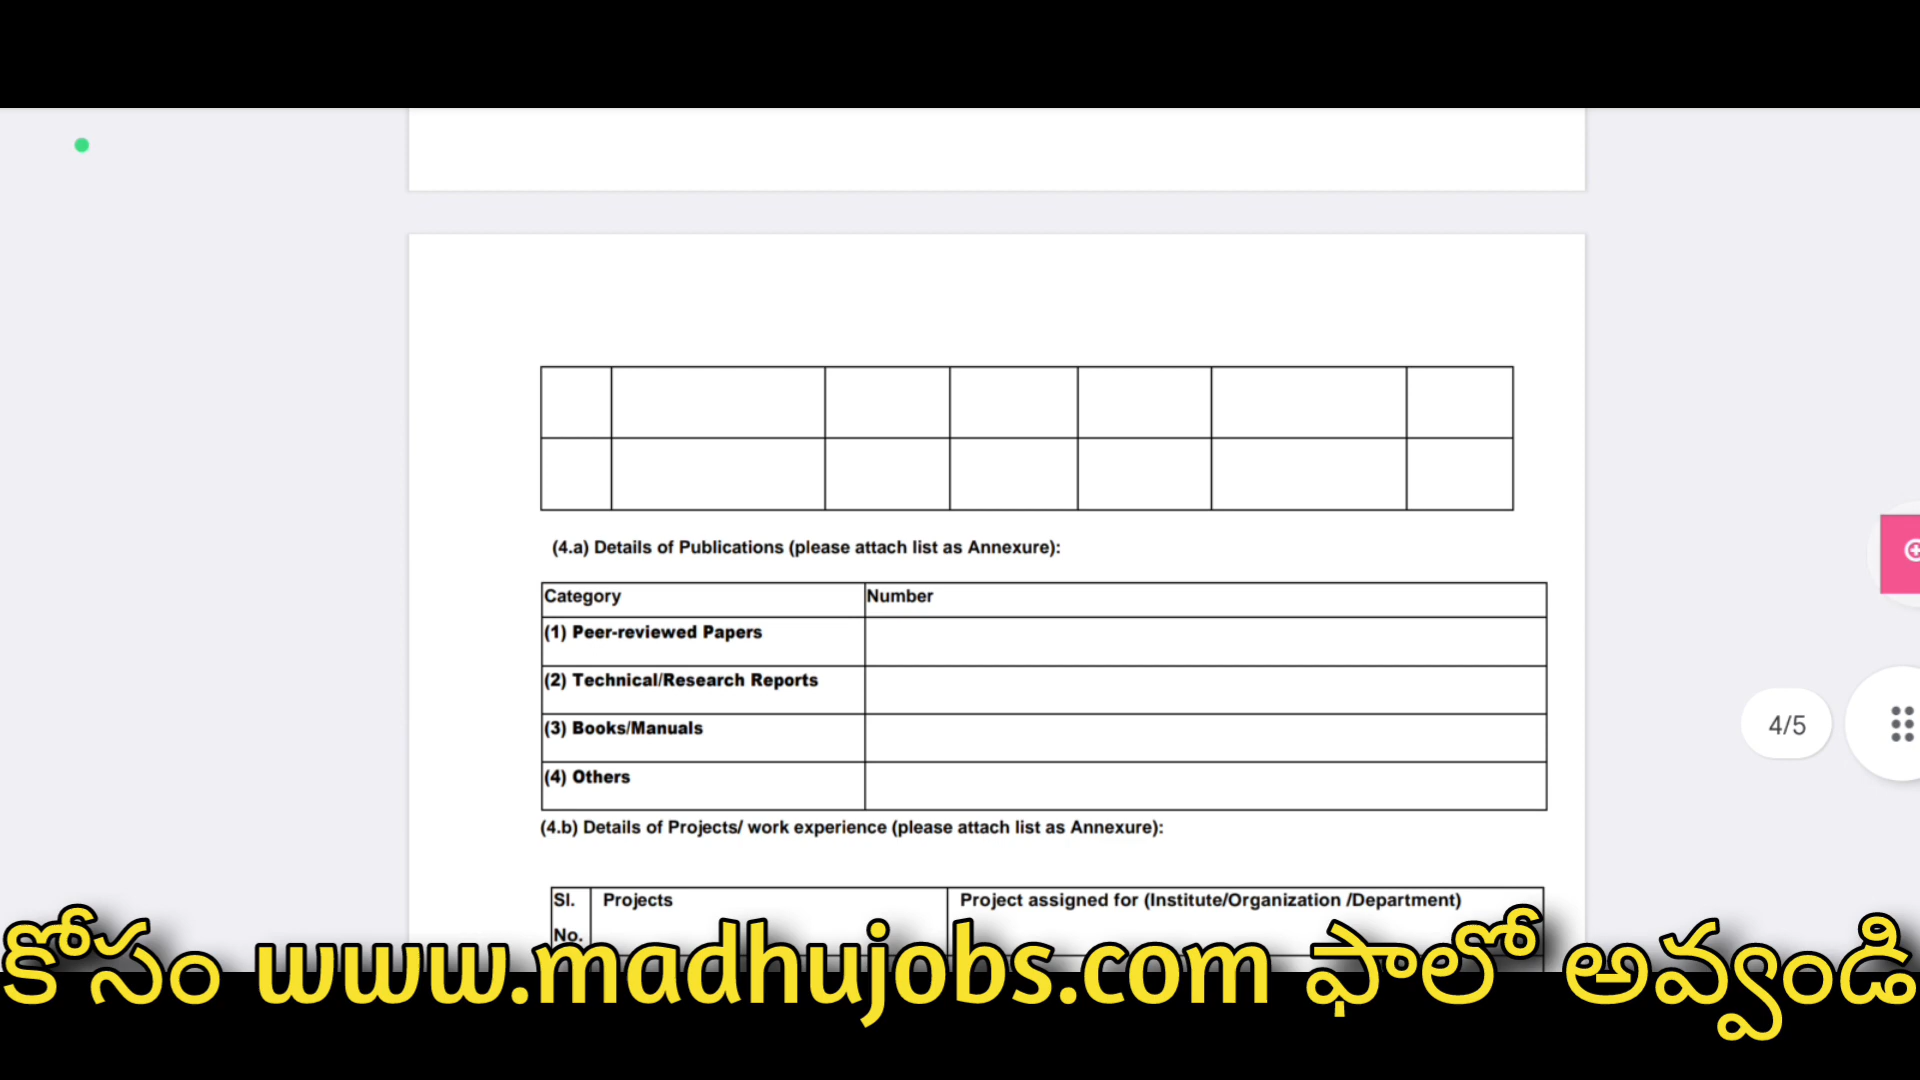 (4.a) Details of Publications (please attach list as Annexure):
Category Number
(1) Peer-reviewed Papers
(2) Technical/Research Reports
(3) Books/Manuals
(4) Others
4/5
(4.b) Details of Projects/ work experience (please attach list as Annexure):
Sl. No. Projects Project assigned for (Institute/Organization /Department)
కోసం www.madhujobs.com ఫాలో అవ్వండి